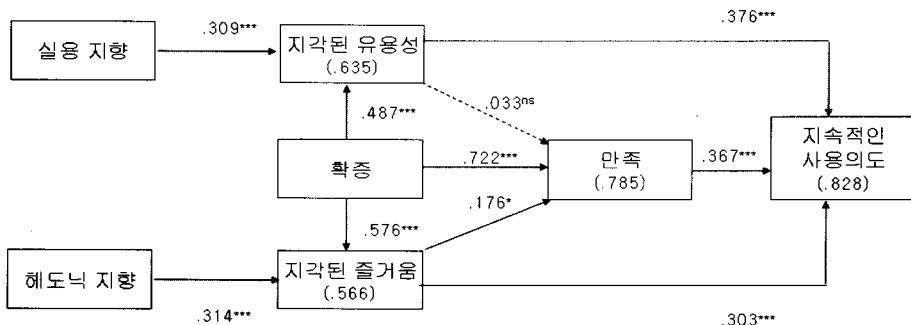 .309***
.376***
실용 지향
지각된 유용성
(.635)
.033ns
.487***
확증
.722***
만족
(.785)
.367***
지속적인
사용의도
(.828)
.176*
.576***
헤도닉 지향
지각된 즐거움
(.566)
.314***
.303***